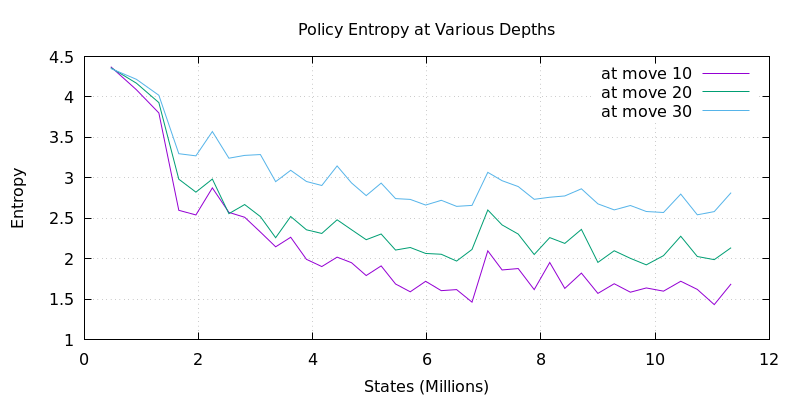 Policy Entropy at Various Depths
4.5
4
3.5
3
2.5
2
1.5
1
Entropy
at move 10
at move 20
at move 30
0 2 4 6 8 10 12
States (Millions)